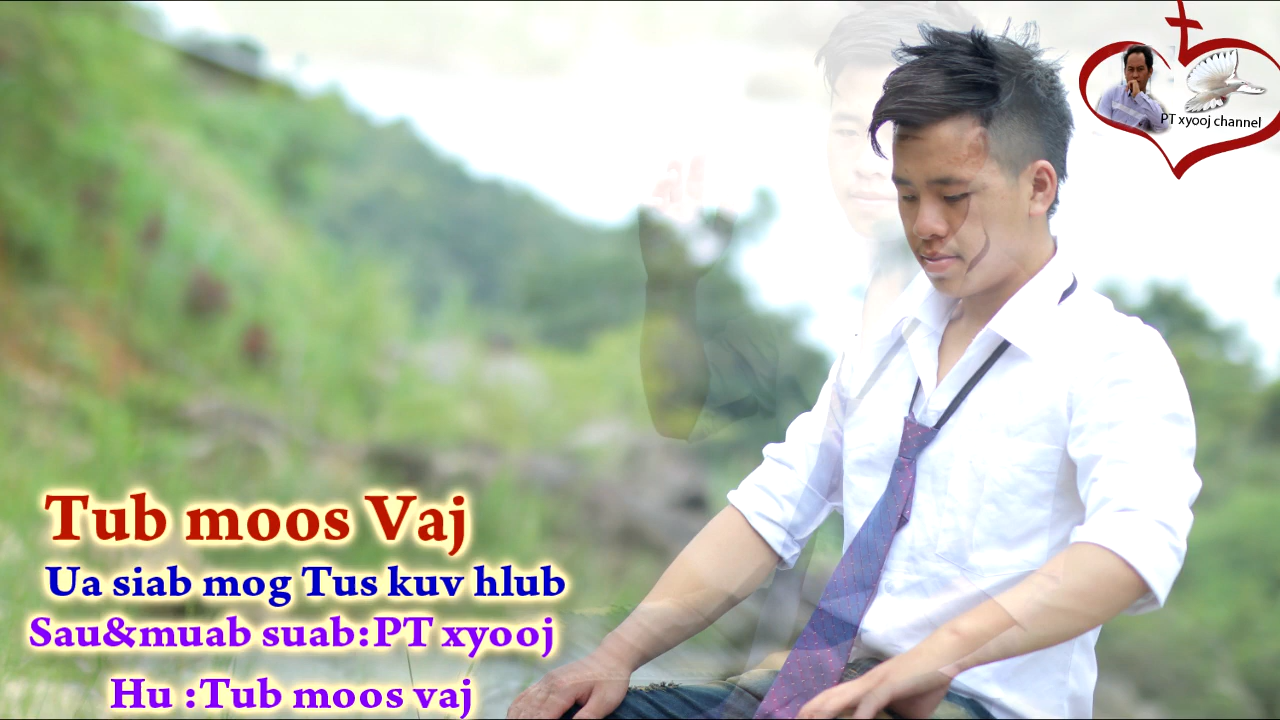 PT xyooj channel
Tub moos Vaj
Ua siab mog Tus kuv hlub
Sau&muab suab:PT xyooj
Hu :Tub moos vaj